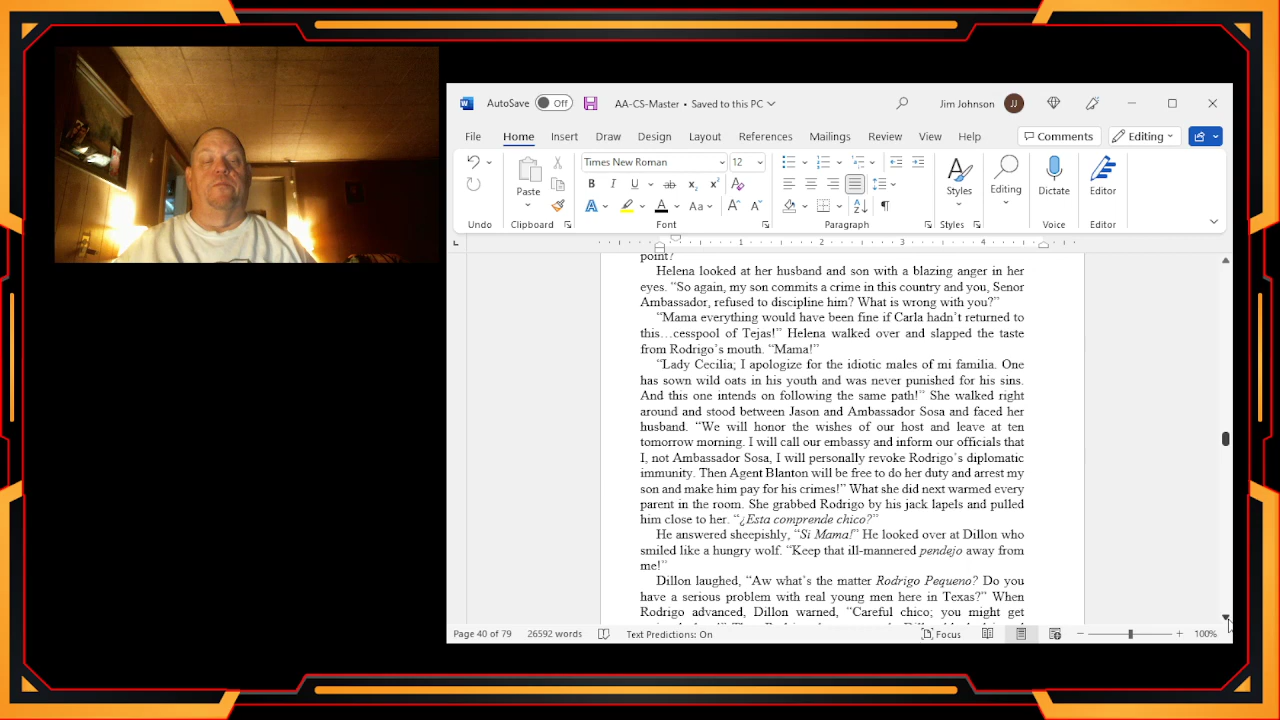 AutoSave Off AA-CS-Master • Saved to this PC Jim Johnson JJ
File Home Insert Draw Design Layout References Mailings Review View Help Comments Editing
Times New Roman 12
Paste Styles Editing Dictate Editor
Undo Clipboard Font Paragraph Styles Voice Editor
1 2 3 4
point?
Helena looked at her husband and son with a blazing anger in her
eyes. “So again, my son commits a crime in this country and you, Senor
Ambassador, refused to discipline him? What is wrong with you?”
“Mama everything would have been fine if Carla hadn’t returned to
this…cesspool of Tejas!” Helena walked over and slapped the taste
from Rodrigo’s mouth. “Mama!”
“Lady Cecilia; I apologize for the idiotic males of mi familia. One
has sown wild oats in his youth and was never punished for his sins.
And this one intends on following the same path!” She walked right
around and stood between Jason and Ambassador Sosa and faced her
husband. “We will honor the wishes of our host and leave at ten
tomorrow morning. I will call our embassy and inform our officials that
I, not Ambassador Sosa, I will personally revoke Rodrigo’s diplomatic
immunity. Then Agent Blanton will be free to do her duty and arrest my
son and make him pay for his crimes!” What she did next warmed every
parent in the room. She grabbed Rodrigo by his jack lapels and pulled
him close to her. “¿Esta comprende chico?”
He answered sheepishly, “Si Mama!” He looked over at Dillon who
smiled like a hungry wolf. “Keep that ill-mannered pendejo away from
me!”
Dillon laughed, “Aw what’s the matter Rodrigo Pequeno? Do you
have a serious problem with real young men here in Texas?” When
Rodrigo advanced, Dillon warned, “Careful chico; you might get
Page 40 of 79 26592 words Text Predictions: On Focus 100%